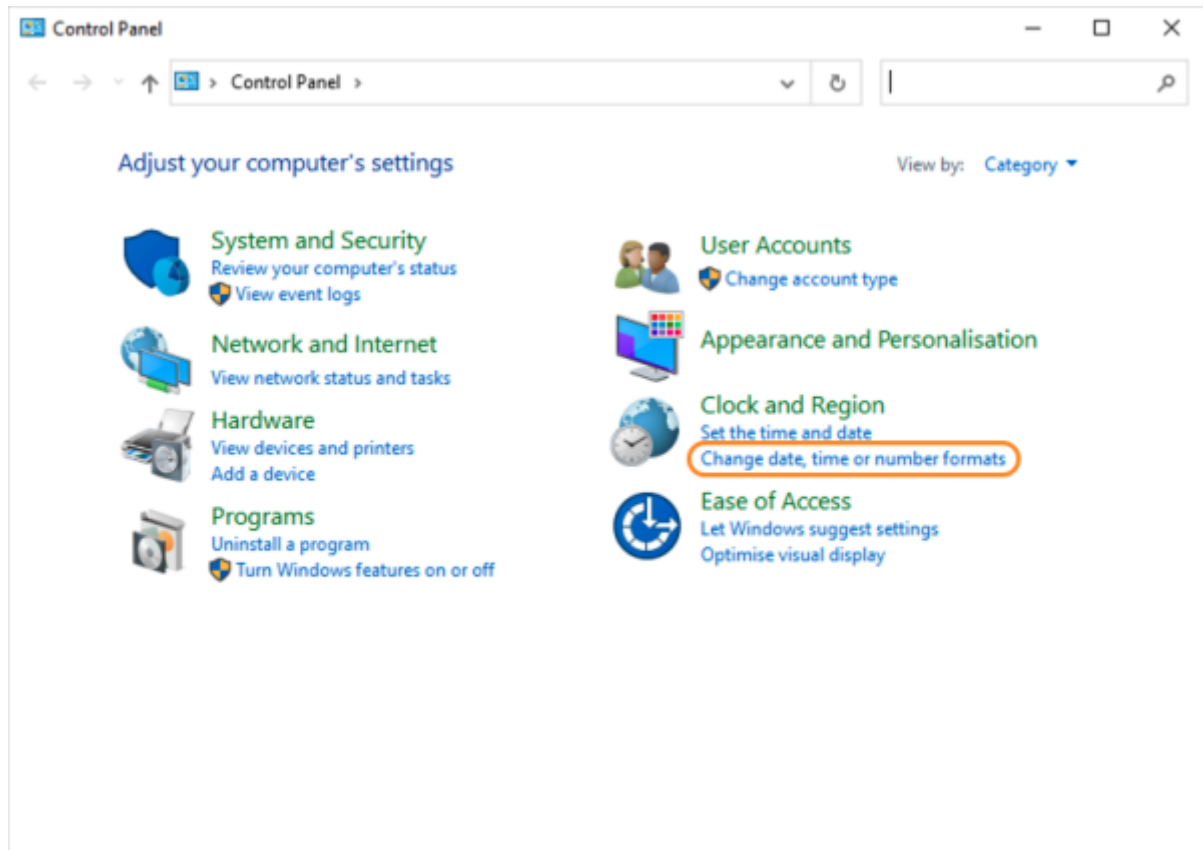 Control Panel
Control Panel
Adjust your computer's settings
View by: Category
System and Security
Review your computer's status
View event logs
Network and Internet
View network status and tasks
Hardware
View devices and printers
Add a device
Programs
Uninstall a program
Turn Windows features on or off
User Accounts
Change account type
Appearance and Personalisation
Clock and Region
Set the time and date
Change date, time or number formats
Ease of Access
Let Windows suggest settings
Optimise visual display